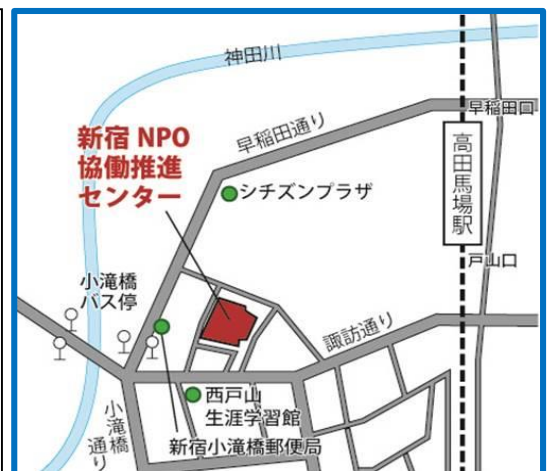 神田川
早稲田口
早稲田通り
新宿 NPO
協働推進
センター
高田馬場駅
シチズンプラザ
戸山口
小滝橋
バス停
諏訪通り
西戸山
生涯学習館
小滝橋通り
新宿小滝橋郵便局